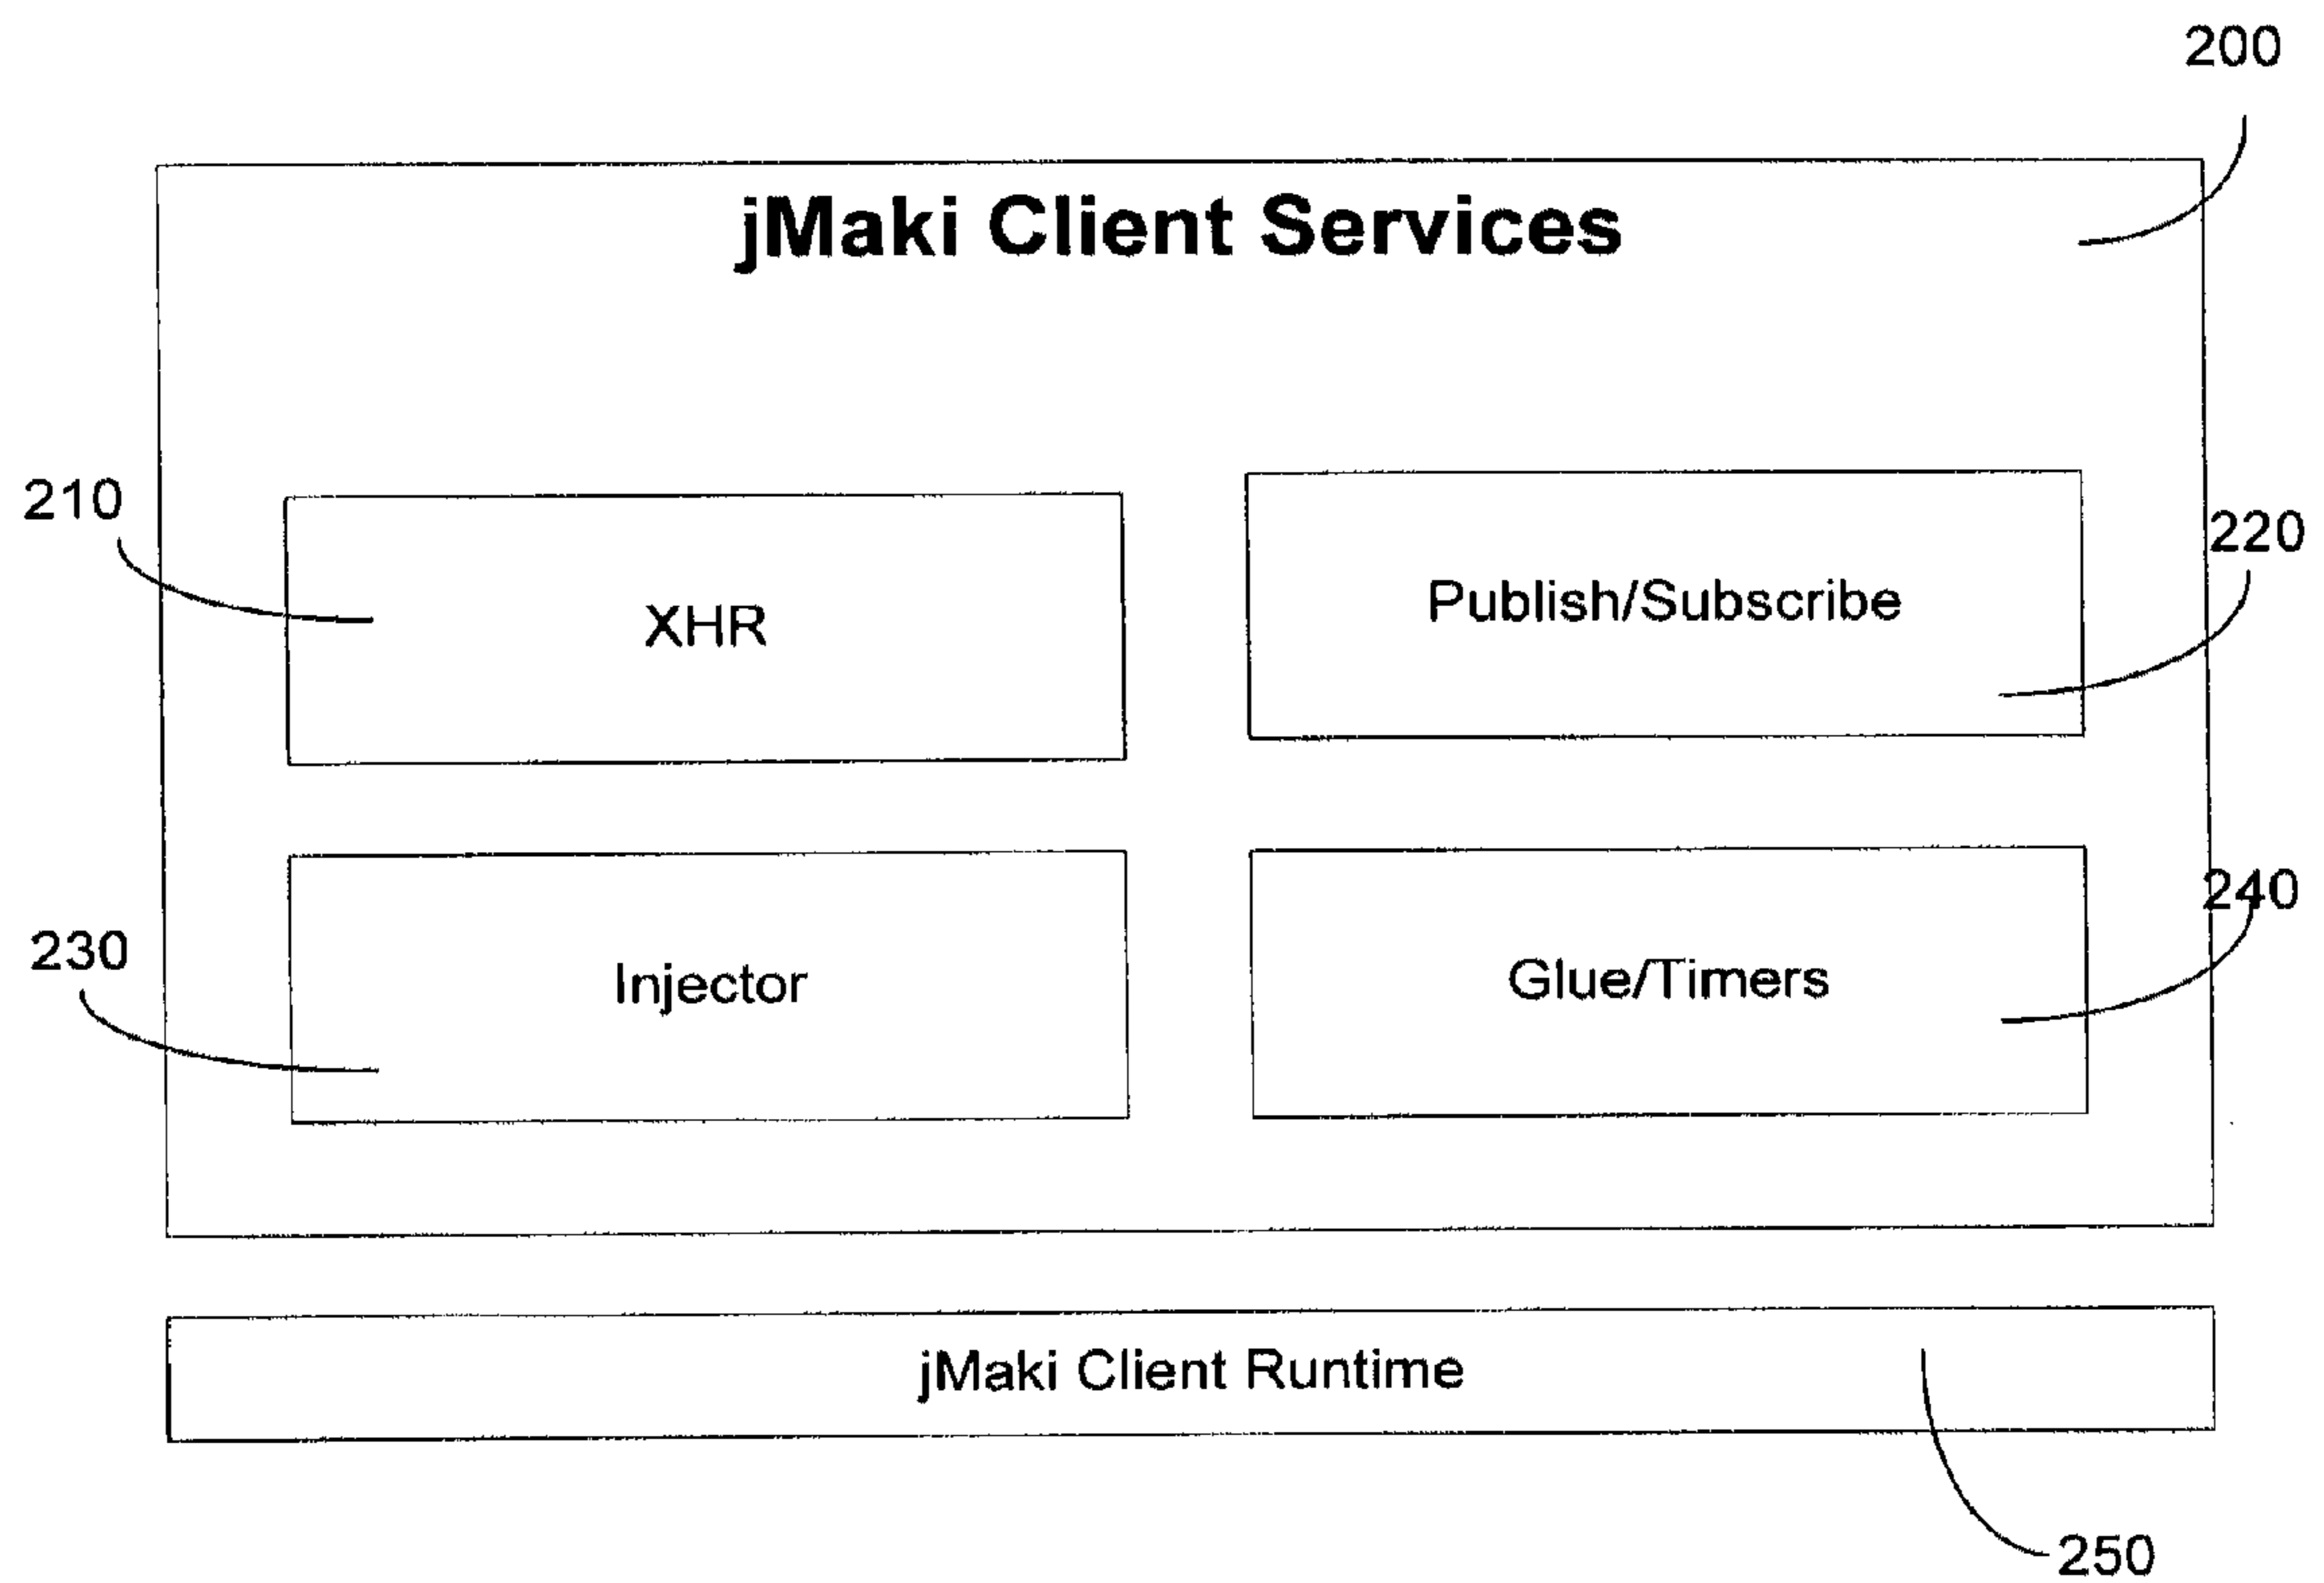 200
jMaki Client Services
210
XHR
Publish/Subscribe
220
230
Injector
Glue/Timers
240
jMaki Client Runtime
250